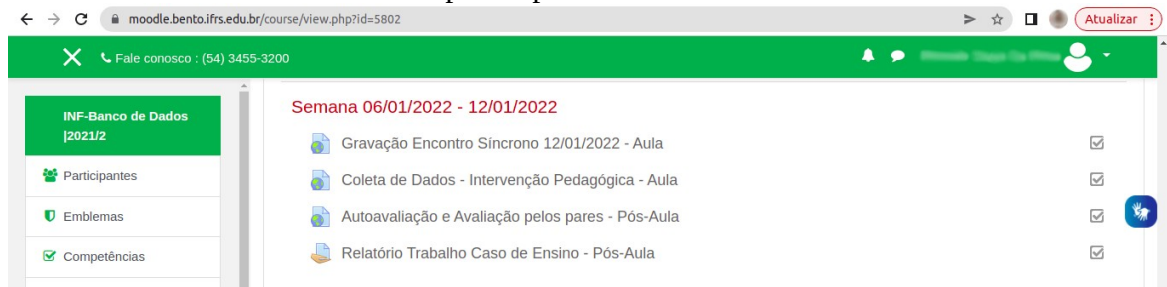 moodle.bento.ifrs.edu.br/course/view.php?id=5802
Atualizar
Fale conosco : (54) 3455-3200
INF-Banco de Dados
|2021/2
Participantes
Emblemas
Competências
Semana 06/01/2022 - 12/01/2022
Gravação Encontro Síncrono 12/01/2022 - Aula
Coleta de Dados - Intervenção Pedagógica - Aula
Autoavaliação e Avaliação pelos pares - Pós-Aula
Relatório Trabalho Caso de Ensino - Pós-Aula